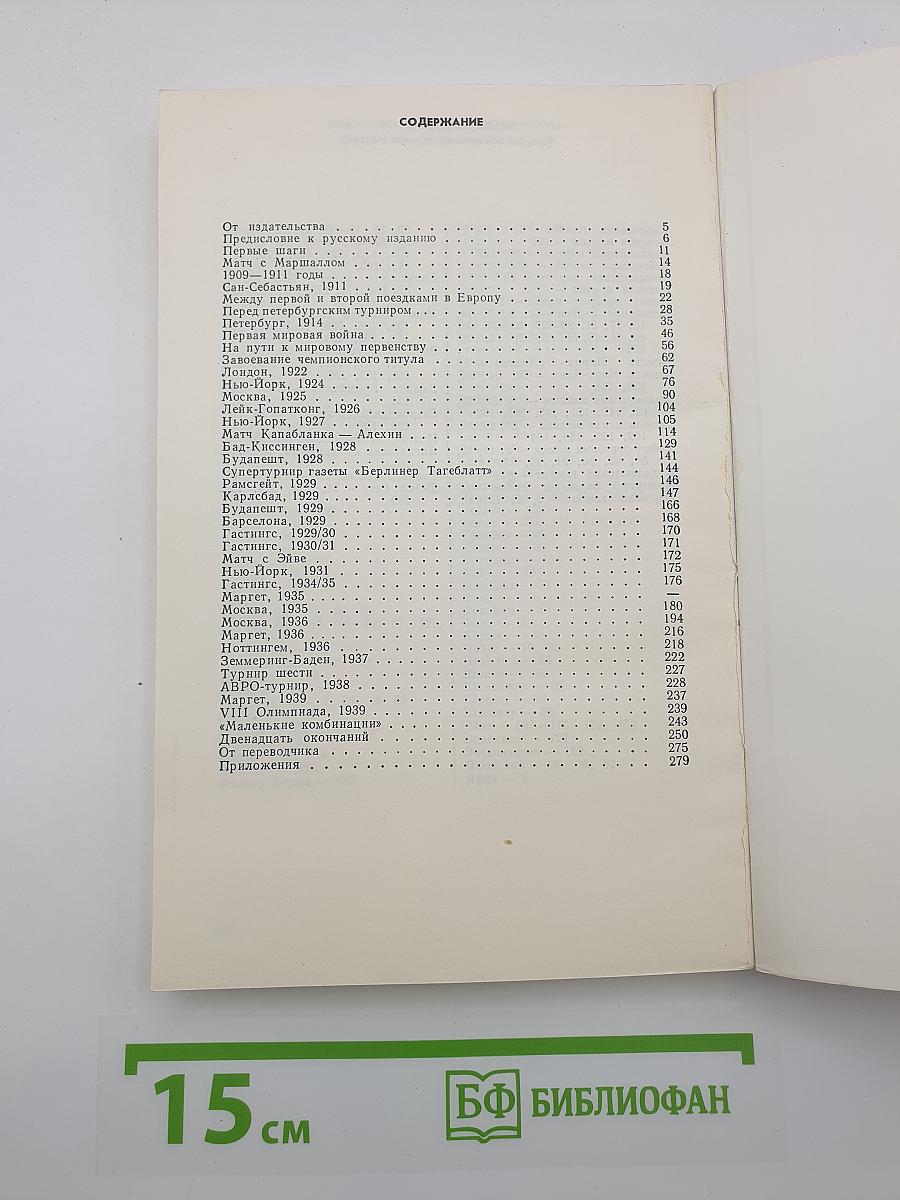 СОДЕРЖАНИЕ
От издательства . . . . . . . . . . . . . . . . . . . . . . . . 5
Предисловие к русскому изданию . . . . . . . . . . . . . . . . 6
Первые шаги . . . . . . . . . . . . . . . . . . . . . . . . . . 11
Матч с Маршаллом . . . . . . . . . . . . . . . . . . . . . . . 14
1909—1911 годы . . . . . . . . . . . . . . . . . . . . . . . . 18
Сан-Себастьян, 1911 . . . . . . . . . . . . . . . . . . . . . . 19
Между первой и второй поездками в Европу . . . . . . . . . . . 22
Перед петербургским турниром . . . . . . . . . . . . . . . . . . 28
Петербург, 1914 . . . . . . . . . . . . . . . . . . . . . . . . 35
Первая мировая война . . . . . . . . . . . . . . . . . . . . . 46
На пути к мировому первенству . . . . . . . . . . . . . . . . . 56
Завоевание чемпионского титула . . . . . . . . . . . . . . . . . 62
Лондон, 1922 . . . . . . . . . . . . . . . . . . . . . . . . . 67
Нью-Йорк, 1924 . . . . . . . . . . . . . . . . . . . . . . . . 76
Москва, 1925 . . . . . . . . . . . . . . . . . . . . . . . . . 90
Лейк-Гопатконг, 1926 . . . . . . . . . . . . . . . . . . . . . 104
Нью-Йорк, 1927 . . . . . . . . . . . . . . . . . . . . . . . . 105
Матч Капабланка — Алехин . . . . . . . . . . . . . . . . . . . 114
Бад-Киссинген, 1928 . . . . . . . . . . . . . . . . . . . . . . 129
Будапешт, 1928 . . . . . . . . . . . . . . . . . . . . . . . . 141
Супертурнир газеты «Берлинер Тагеблатт» . . . . . . . . . . . . 144
Рамсгейт, 1929 . . . . . . . . . . . . . . . . . . . . . . . . 146
Карлсбад, 1929 . . . . . . . . . . . . . . . . . . . . . . . . 147
Будапешт, 1929 . . . . . . . . . . . . . . . . . . . . . . . . 166
Барселона, 1929 . . . . . . . . . . . . . . . . . . . . . . . . 168
Гастингс, 1929/30 . . . . . . . . . . . . . . . . . . . . . . . 170
Гастингс, 1930/31 . . . . . . . . . . . . . . . . . . . . . . . 171
Матч с Эйве . . . . . . . . . . . . . . . . . . . . . . . . . . 172
Нью-Йорк, 1931 . . . . . . . . . . . . . . . . . . . . . . . . 175
Гастингс, 1934/35 . . . . . . . . . . . . . . . . . . . . . . . 176
Маргет, 1935 . . . . . . . . . . . . . . . . . . . . . . . . . —
Москва, 1935 . . . . . . . . . . . . . . . . . . . . . . . . . 180
Москва, 1936 . . . . . . . . . . . . . . . . . . . . . . . . . 194
Маргет, 1936 . . . . . . . . . . . . . . . . . . . . . . . . . 216
Ноттингем, 1936 . . . . . . . . . . . . . . . . . . . . . . . . 218
Земмеринг-Баден, 1937 . . . . . . . . . . . . . . . . . . . . . 222
Турнир шести . . . . . . . . . . . . . . . . . . . . . . . . . 227
АВРО-турнир, 1938 . . . . . . . . . . . . . . . . . . . . . . . 228
Маргет, 1939 . . . . . . . . . . . . . . . . . . . . . . . . . 237
VIII Олимпиада, 1939 . . . . . . . . . . . . . . . . . . . . . 239
«Маленькие комбинации» . . . . . . . . . . . . . . . . . . . . 243
Двенадцать окончаний . . . . . . . . . . . . . . . . . . . . . 250
От переводчика . . . . . . . . . . . . . . . . . . . . . . . . 275
Приложения . . . . . . . . . . . . . . . . . . . . . . . . . . 279
15 см
БФ БИБЛИОФАН